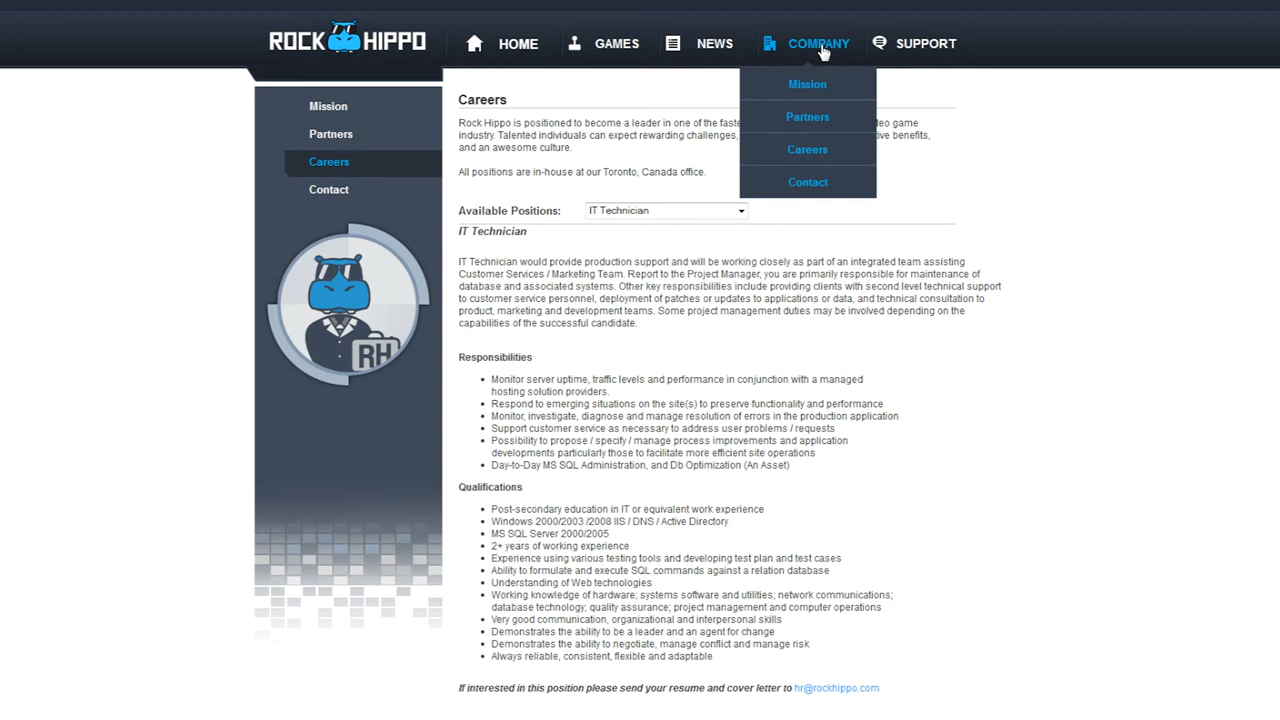 ROCK HIPPO
HOME
GAMES
NEWS
COMPANY
SUPPORT
Mission
Partners
Careers
Contact
Mission
Partners
Careers
Contact
RH
Careers
Rock Hippo is positioned to become a leader in one of the faste
deo game
industry. Talented individuals can expect rewarding challenges,
tive benefits,
and an awesome culture.
All positions are in-house at our Toronto, Canada office.
Available Positions: IT Technician
IT Technician
IT Technician would provide production support and will be working closely as part of an integrated team assisting
Customer Services / Marketing Team. Report to the Project Manager, you are primarily responsible for maintenance of
database and associated systems. Other key responsibilities include providing clients with second level technical support
to customer service personnel, deployment of patches or updates to applications or data, and technical consultation to
product, marketing and development teams. Some project management duties may be involved depending on the
capabilities of the successful candidate.
Responsibilities
• Monitor server uptime, traffic levels and performance in conjunction with a managed
hosting solution providers.
• Respond to emerging situations on the site(s) to preserve functionality and performance
• Monitor, investigate, diagnose and manage resolution of errors in the production application
• Support customer service as necessary to address user problems / requests
• Possibility to propose / specify / manage process improvements and application
developments particularly those to facilitate more efficient site operations
• Day-to-Day MS SQL Administration, and Db Optimization (An Asset)
Qualifications
• Post-secondary education in IT or equivalent work experience
• Windows 2000/2003 /2008 IIS / DNS / Active Directory
• MS SQL Server 2000/2005
• 2+ years of working experience
• Experience using various testing tools and developing test plan and test cases
• Ability to formulate and execute SQL commands against a relation database
• Understanding of Web technologies
• Working knowledge of hardware; systems software and utilities; network communications;
database technology; quality assurance; project management and computer operations
• Very good communication, organizational and interpersonal skills
• Demonstrates the ability to be a leader and an agent for change
• Demonstrates the ability to negotiate, manage conflict and manage risk
• Always reliable, consistent, flexible and adaptable
If interested in this position please send your resume and cover letter to hr@rockhippo.com